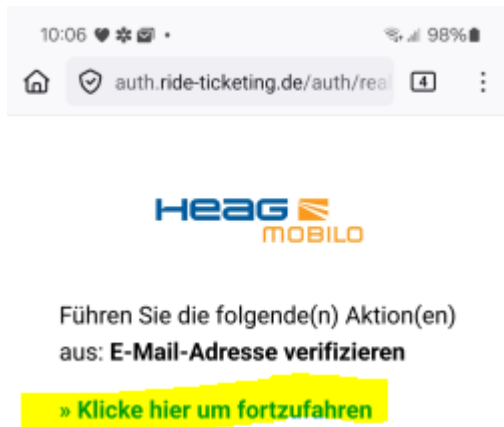 10:06 98%
auth.ride-ticketing.de/auth/real 4
HEAG
MOBILO
Führen Sie die folgende(n) Aktion(en)
aus: E-Mail-Adresse verifizieren
» Klicke hier um fortzufahren